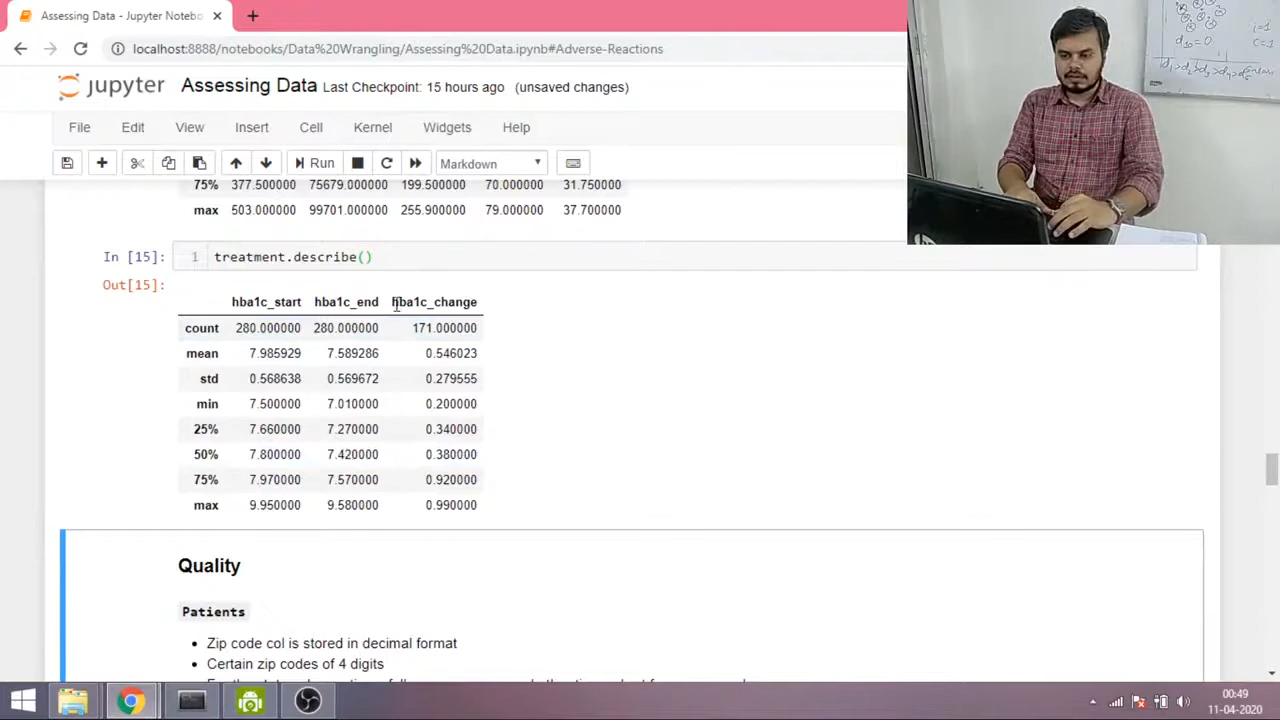 Assessing Data - Jupyter Notebo
localhost:8888/notebooks/Data%20Wrangling/Assessing%20Data.ipynb#Adverse-Reactions
jupyter Assessing Data Last Checkpoint: 15 hours ago (unsaved changes)
File Edit View Insert Cell Kernel Widgets Help
Run Markdown
75% 377.500000 75679.000000 199.500000 70.000000 31.750000
max 503.000000 99701.000000 255.900000 79.000000 37.700000
In [15]: 1 treatment.describe()
Out[15]:
hba1c_start hba1c_end hba1c_change
count 280.000000 280.000000 171.000000
mean 7.985929 7.589286 0.546023
std 0.568638 0.569672 0.279555
min 7.500000 7.010000 0.200000
25% 7.660000 7.270000 0.340000
50% 7.800000 7.420000 0.380000
75% 7.970000 7.570000 0.920000
max 9.950000 9.580000 0.990000
Quality
Patients
• Zip code col is stored in decimal format
• Certain zip codes of 4 digits
00:49
11-04-2020